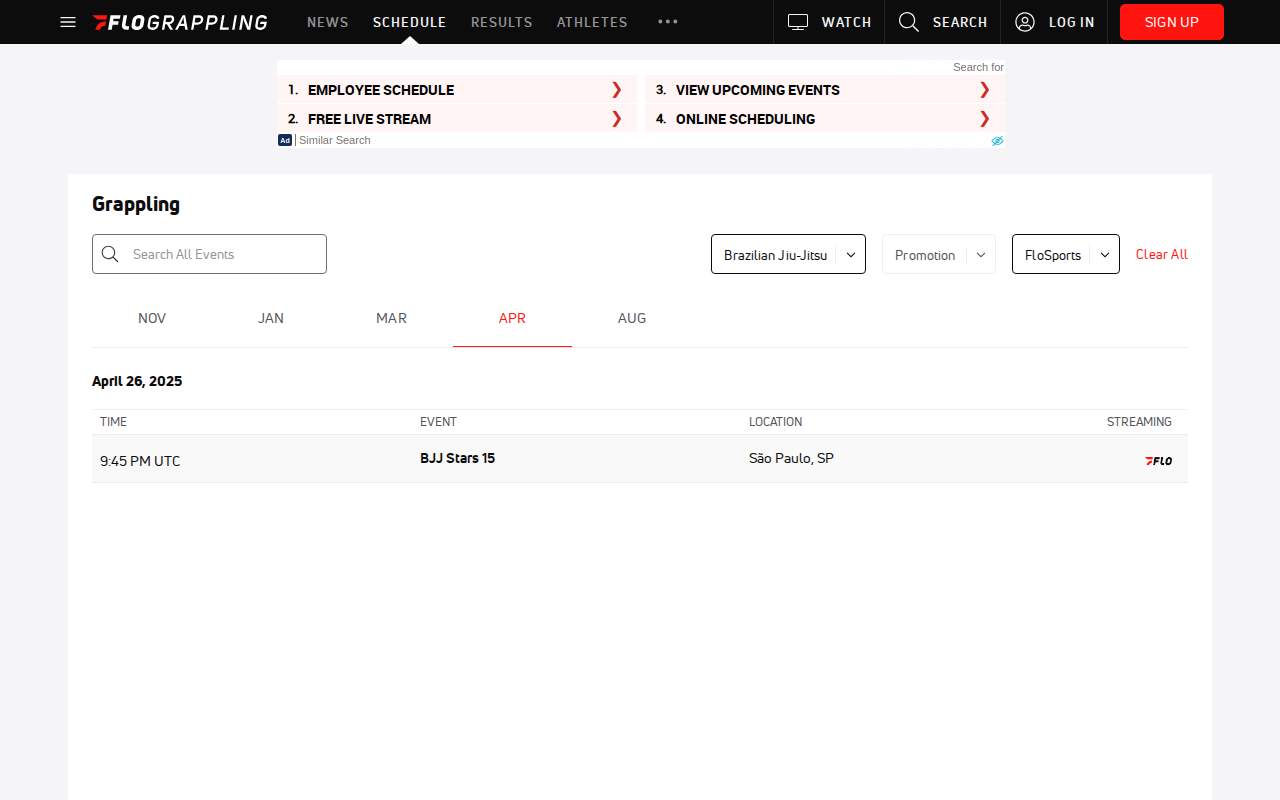 FLOGRAPPLING NEWS SCHEDULE RESULTS ATHLETES WATCH SEARCH LOG IN SIGN UP
Search for
1. EMPLOYEE SCHEDULE
2. FREE LIVE STREAM
3. VIEW UPCOMING EVENTS
4. ONLINE SCHEDULING
Ad Similar Search
Grappling
Search All Events Brazilian Jiu-Jitsu Promotion FloSports Clear All
NOV JAN MAR APR AUG
April 26, 2025
TIME EVENT LOCATION STREAMING
9:45 PM UTC BJJ Stars 15 São Paulo, SP FLO